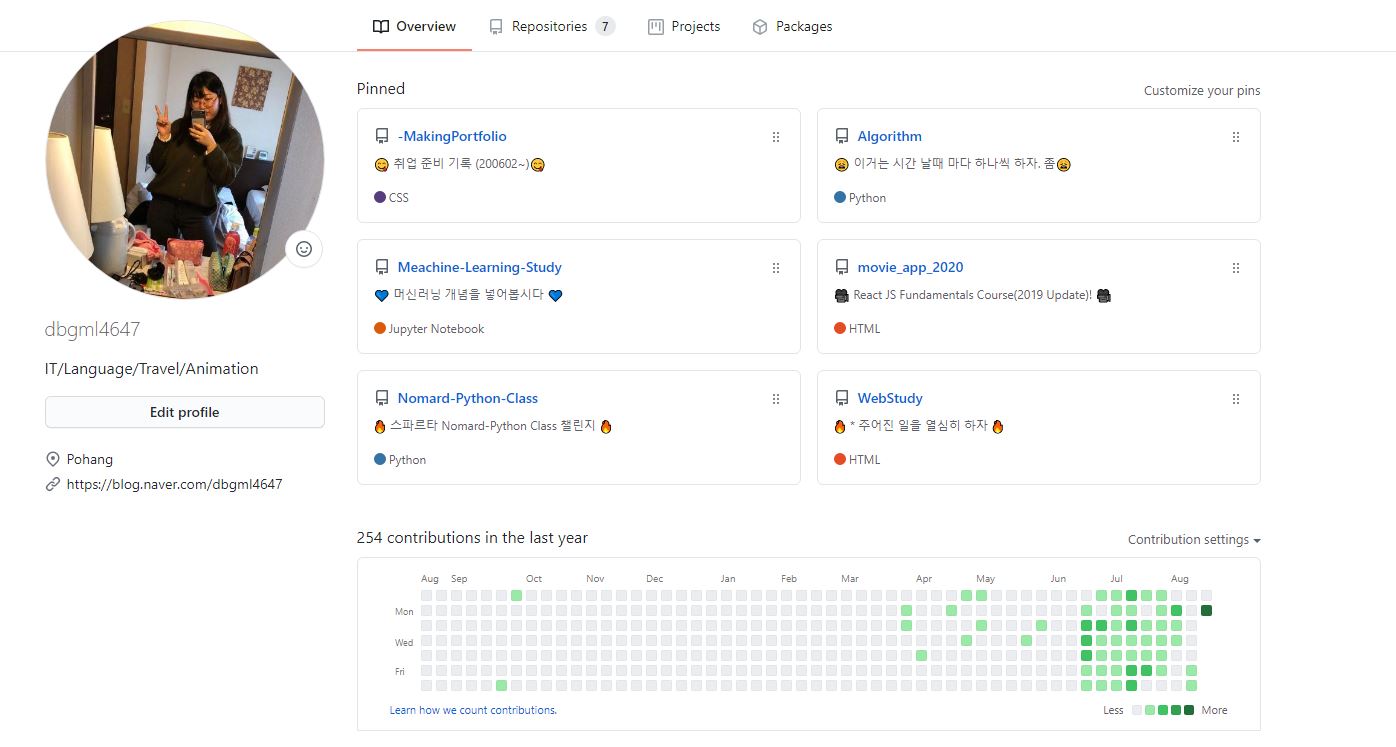 Overview
Repositories 7
Projects
Packages
dbgml4647
IT/Language/Travel/Animation
Edit profile
Pohang
https://blog.naver.com/dbgml4647
Pinned
Customize your pins
-MakingPortfolio
😋 취업 준비 기록 (200602~)😋
CSS
Algorithm
😩 이거는 시간 날때 마다 하나씩 하자. 좀😩
Python
Meachine-Learning-Study
💙 머신러닝 개념을 넣어봅시다 💙
Jupyter Notebook
movie_app_2020
🎥 React JS Fundamentals Course(2019 Update)! 🎥
HTML
Nomard-Python-Class
🔥 스파르타 Nomard-Python Class 챌린지 🔥
Python
WebStudy
🔥 * 주어진 일을 열심히 하자 🔥
HTML
254 contributions in the last year
Contribution settings
Aug Sep Oct Nov Dec Jan Feb Mar Apr May Jun Jul Aug
Mon
Wed
Fri
Learn how we count contributions.
Less More